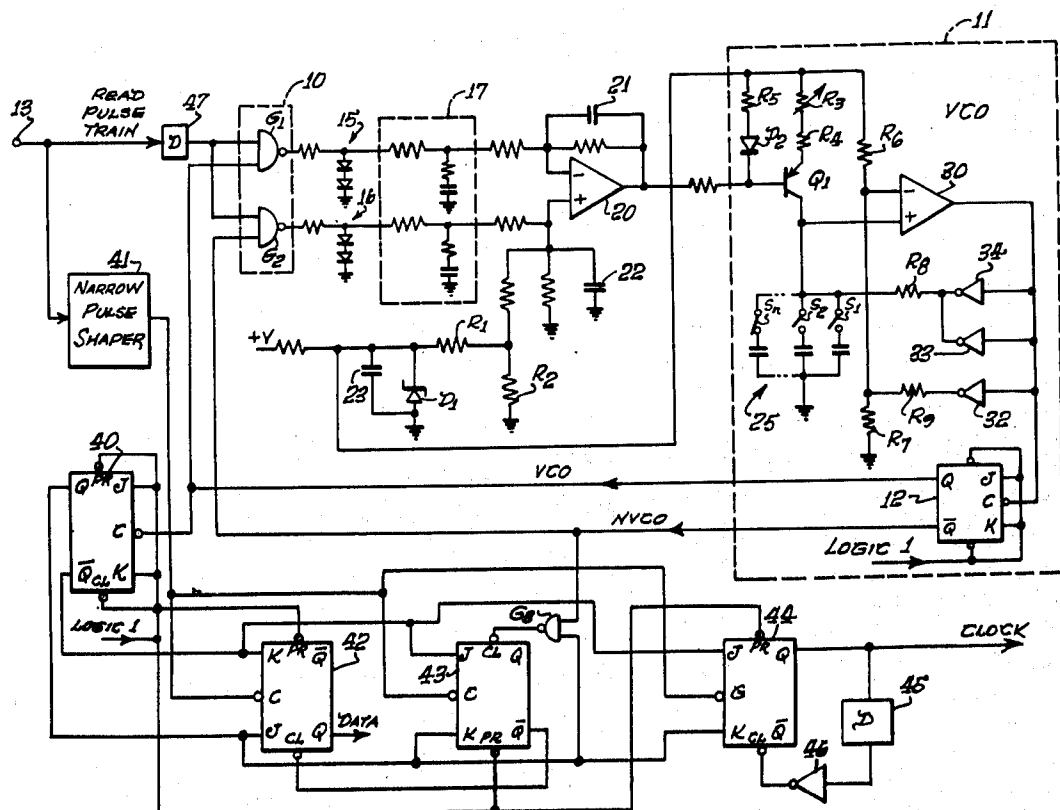 11
13
READ
PULSE
TRAIN
47
D
10
G1
15
17
21
R5
R3
VCO
D2
R4
R6
G2
16
-
+
20
Q1
-
+
30
41
NARROW
PULSE
SHAPER
22
R8
34
Sn
S2
S1
33
+V
R1
23
D1
R2
25
R9
32
R7
40
Q
PR
J
C
Q̅
CL
K
VCO
NVCO
12
Q
J
C
Q̅
K
LOGIC 1
LOGIC 1
G8
K
PR
Q̅
42
C
J
CL
Q
DATA
J
CL
Q
43
C
K
PR
Q̅
44
J
PR
Q
G
K
CL
Q̅
CLOCK
45
D
46